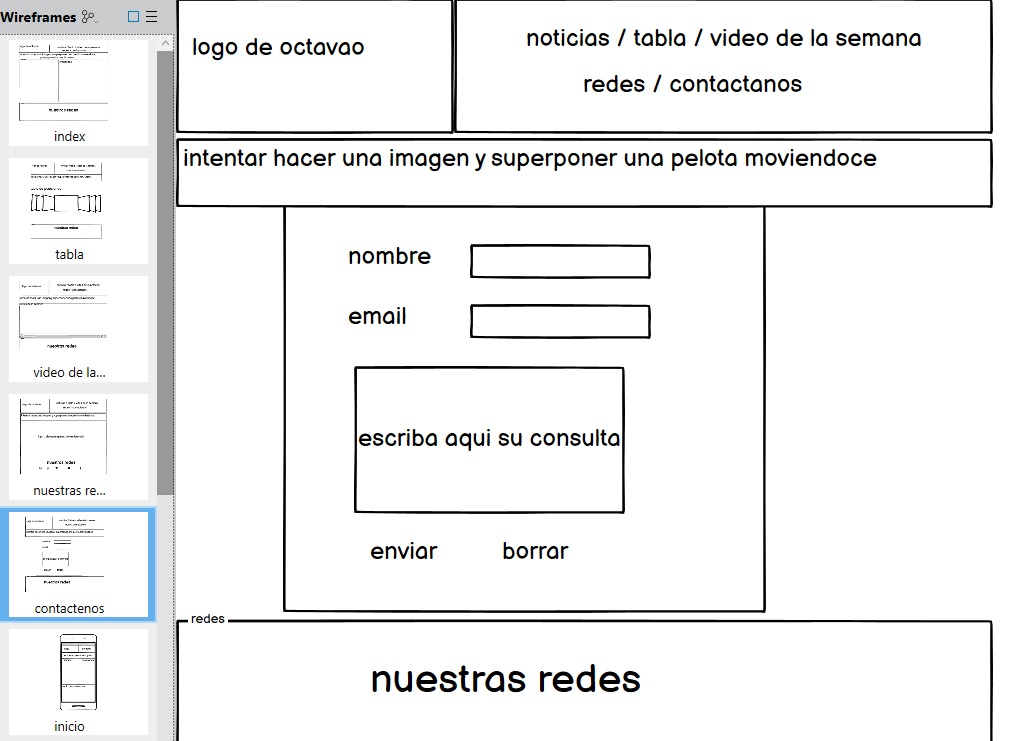 Wireframes
index
tabla
video de la...
nuestras re...
contactenos
inicio
logo de octavao
noticias / tabla / video de la semana
redes / contactanos
intentar hacer una imagen y superponer una pelota moviendoce
nombre
email
escriba aqui su consulta
enviar borrar
redes
nuestras redes